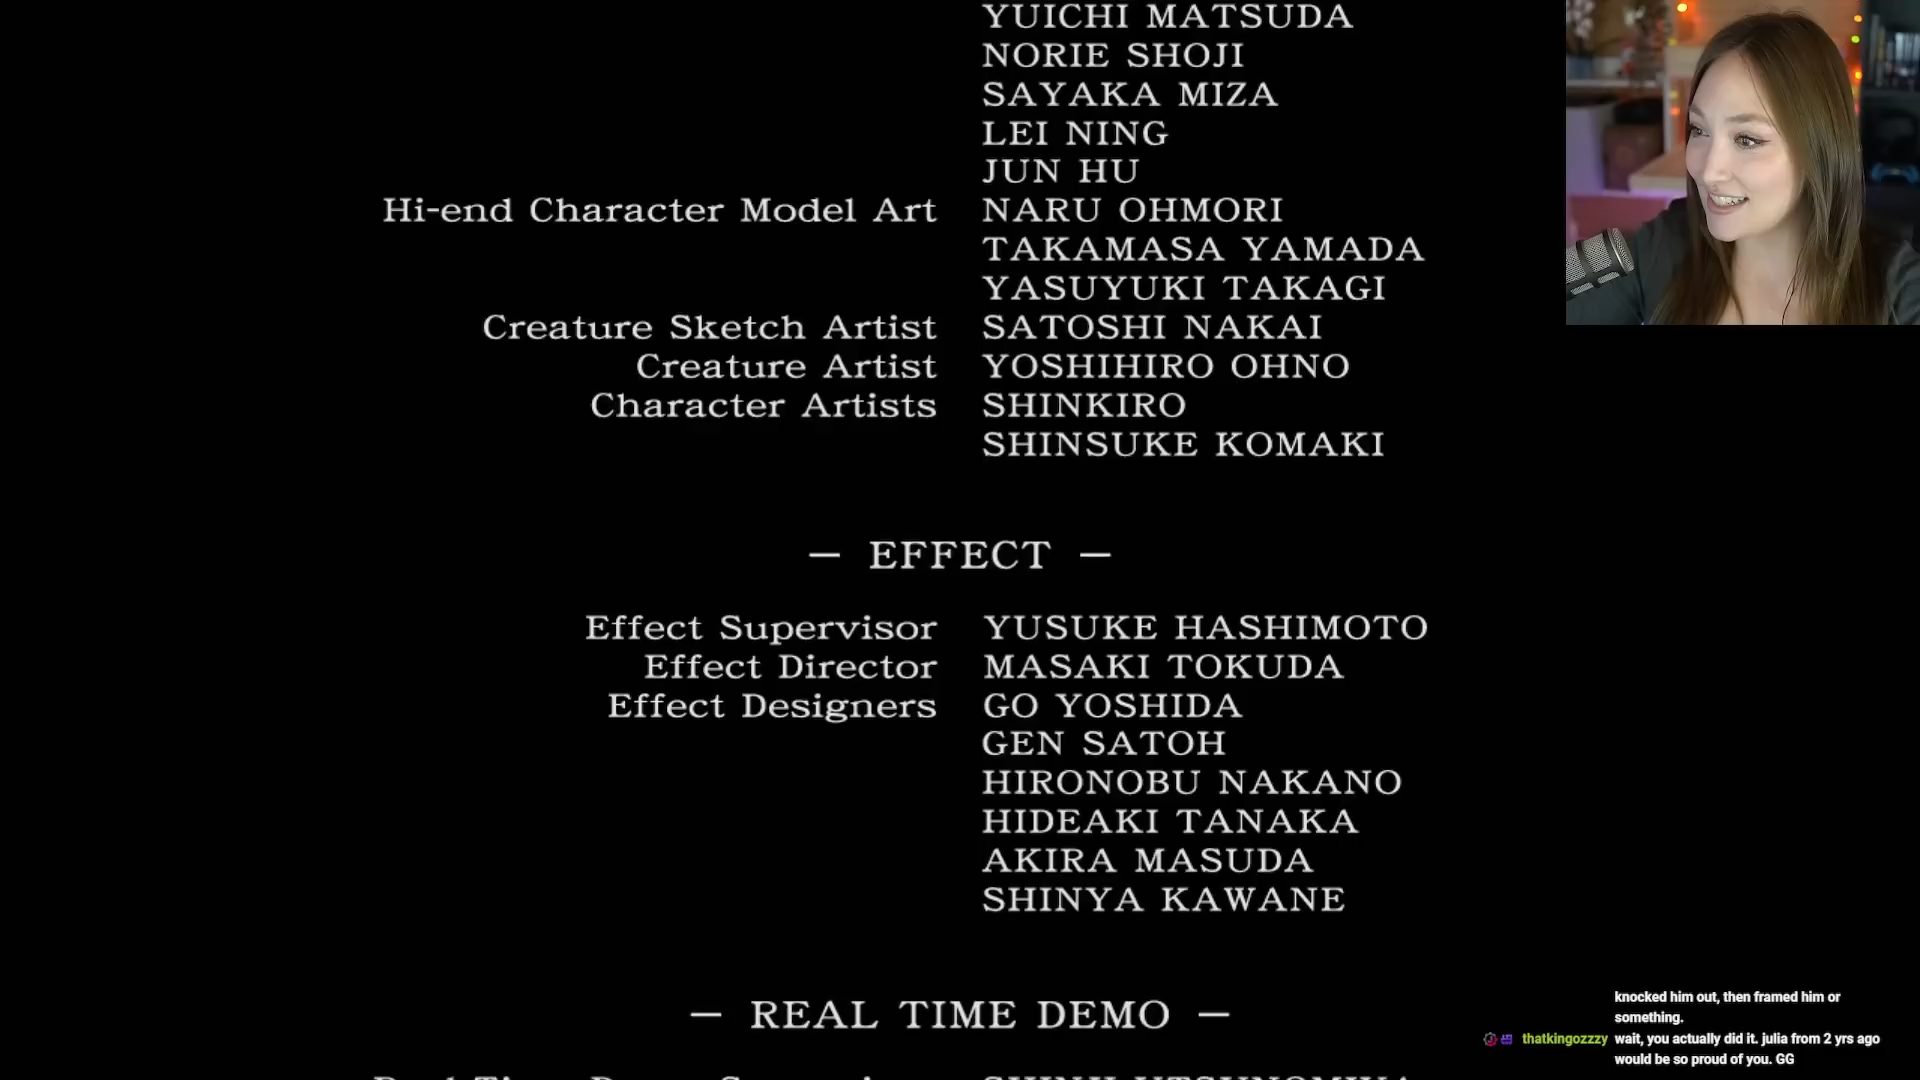 YUICHI MATSUDA
NORIE SHOJI
SAYAKA MIZA
LEI NING
JUN HU
Hi-end Character Model Art NARU OHMORI
TAKAMASA YAMADA
YASUYUKI TAKAGI
Creature Sketch Artist SATOSHI NAKAI
Creature Artist YOSHIHIRO OHNO
Character Artists SHINKIRO
SHINSUKE KOMAKI
— EFFECT —
Effect Supervisor YUSUKE HASHIMOTO
Effect Director MASAKI TOKUDA
Effect Designers GO YOSHIDA
GEN SATOH
HIRONOBU NAKANO
HIDEAKI TANAKA
AKIRA MASUDA
SHINYA KAWANE
— REAL TIME DEMO —
knocked him out, then framed him or
something.
thatkingozzzy wait, you actually did it. julia from 2 yrs ago
would be so proud of you. GG